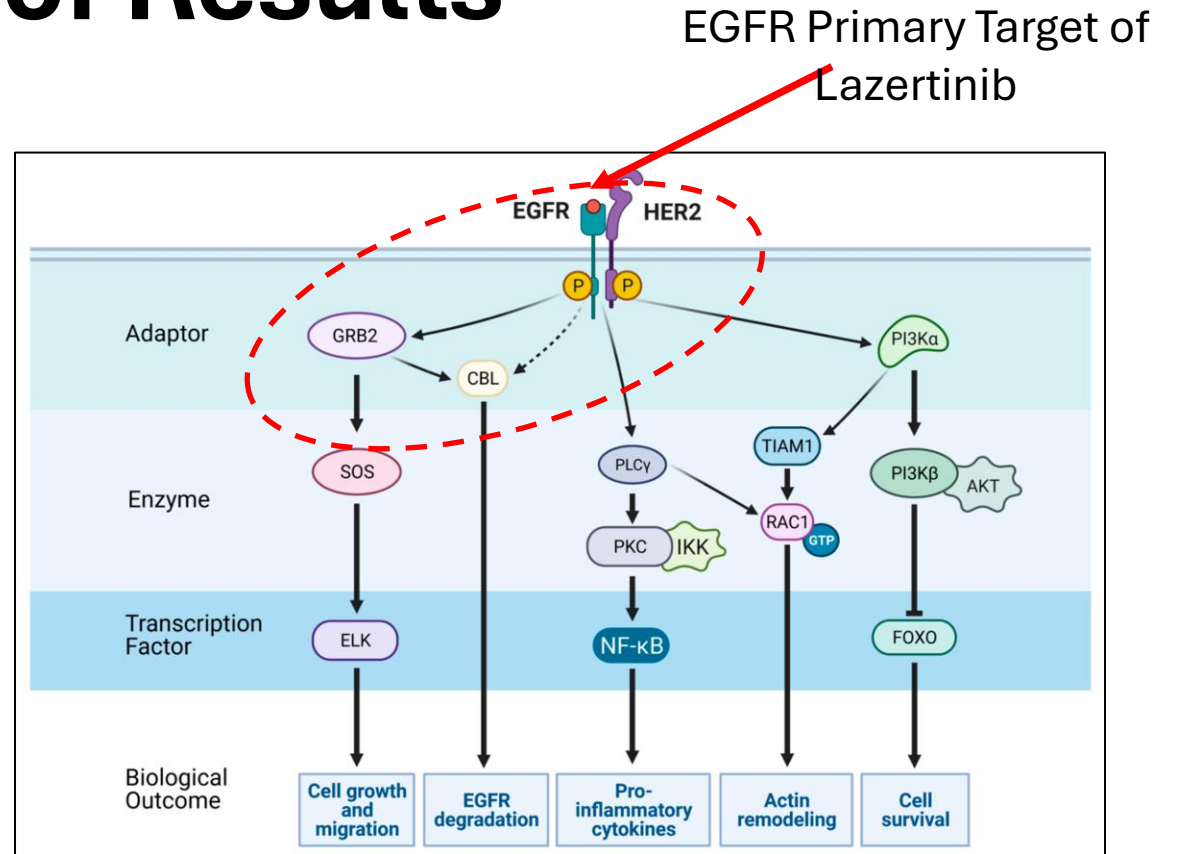 of Results
EGFR Primary Target of
Lazertinib
EGFR
HER2
P
P
Adaptor
GRB2
CBL
PI3Kα
Enzyme
SOS
PLCγ
TIAM1
PI3Kβ
AKT
RAC1
GTP
PKC
IKK
Transcription
Factor
ELK
NF-κB
FOXO
Biological
Outcome
Cell growth
and
migration
EGFR
degradation
Pro-
inflammatory
cytokines
Actin
remodeling
Cell
survival